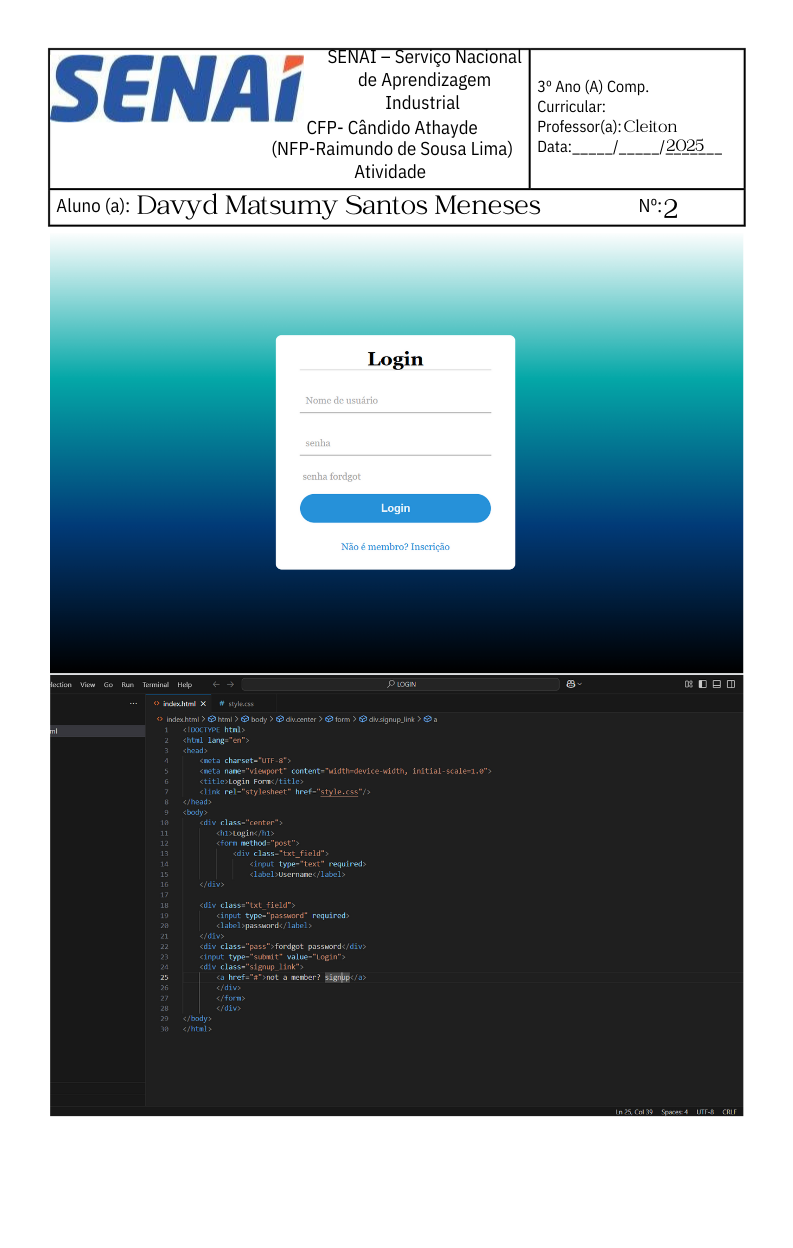 SENAI
SENAI – Serviço Nacional
de Aprendizagem
Industrial
CFP- Cândido Athayde
(NFP-Raimundo de Sousa Lima)
Atividade
3º Ano (A) Comp.
Curricular:
Professor(a): Cleiton
Data:_____/_____/2025
Aluno (a): Davyd Matsumy Santos Meneses Nº: 2
Login
Nome de usuário
senha
senha fordgot
Login
Não é membro? Inscrição
lection View Go Run Terminal Help LOGIN
index.html style.css
ml
index.html > html > body > div.center > form > div.signup_link > a
1 <!DOCTYPE html>
2 <html lang="en">
3 <head>
4 <meta charset="UTF-8">
5 <meta name="viewport" content="width=device-width, initial-scale=1.0">
6 <title>Login Form</title>
7 <link rel="stylesheet" href="style.css"/>
8 </head>
9 <body>
10 <div class="center">
11 <h1>Login</h1>
12 <form method="post">
13 <div class="txt_field">
14 <input type="text" required>
15 <label>Username</label>
16 </div>
17
18 <div class="txt_field">
19 <input type="password" required>
20 <label>password</label>
21 </div>
22 <div class="pass">fordgot password</div>
23 <input type="submit" value="Login">
24 <div class="signup_link">
25 <a href="#">not a member? signup</a>
26 </div>
27 </form>
28 </div>
29 </body>
30 </html>
Ln 25, Col 39 Spaces: 4 UTF-8 CRLF